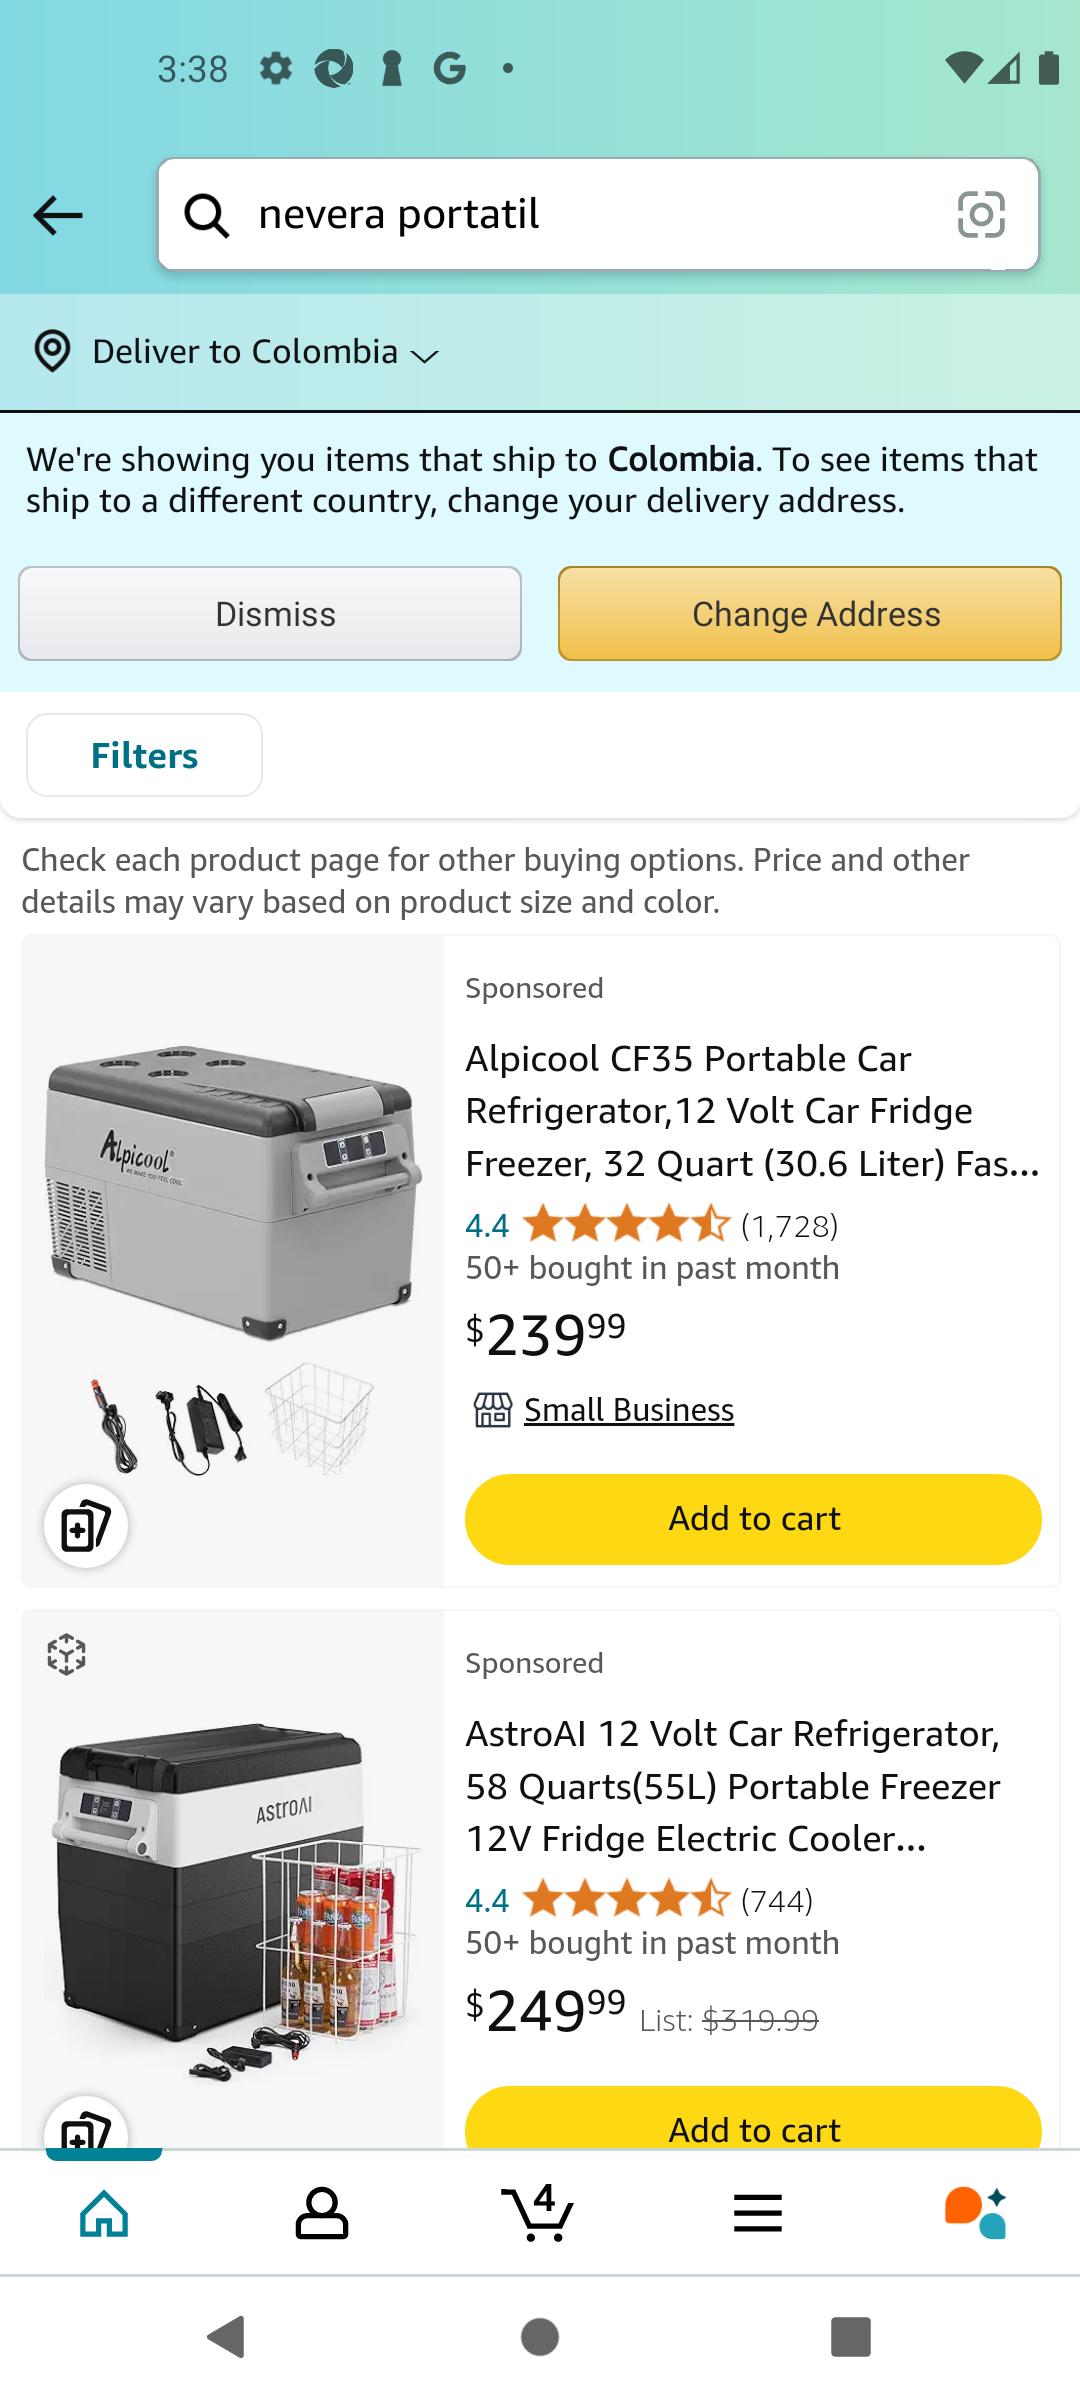 3:38
nevera portatil
Deliver to Colombia
We're showing you items that ship to Colombia. To see items that
ship to a different country, change your delivery address.
Dismiss
Change Address
Filters
Check each product page for other buying options. Price and other
details may vary based on product size and color.
Sponsored
Alpicool CF35 Portable Car
Refrigerator,12 Volt Car Fridge
Freezer, 32 Quart (30.6 Liter) Fas...
4.4 (1,728)
50+ bought in past month
$239.99
Small Business
Add to cart
Alpicool
WE MAKE YOU FEEL COOL
Sponsored
AstroAI 12 Volt Car Refrigerator,
58 Quarts(55L) Portable Freezer
12V Fridge Electric Cooler...
4.4 (744)
50+ bought in past month
$249.99 List: $319.99
Add to cart
ASTROAI
4